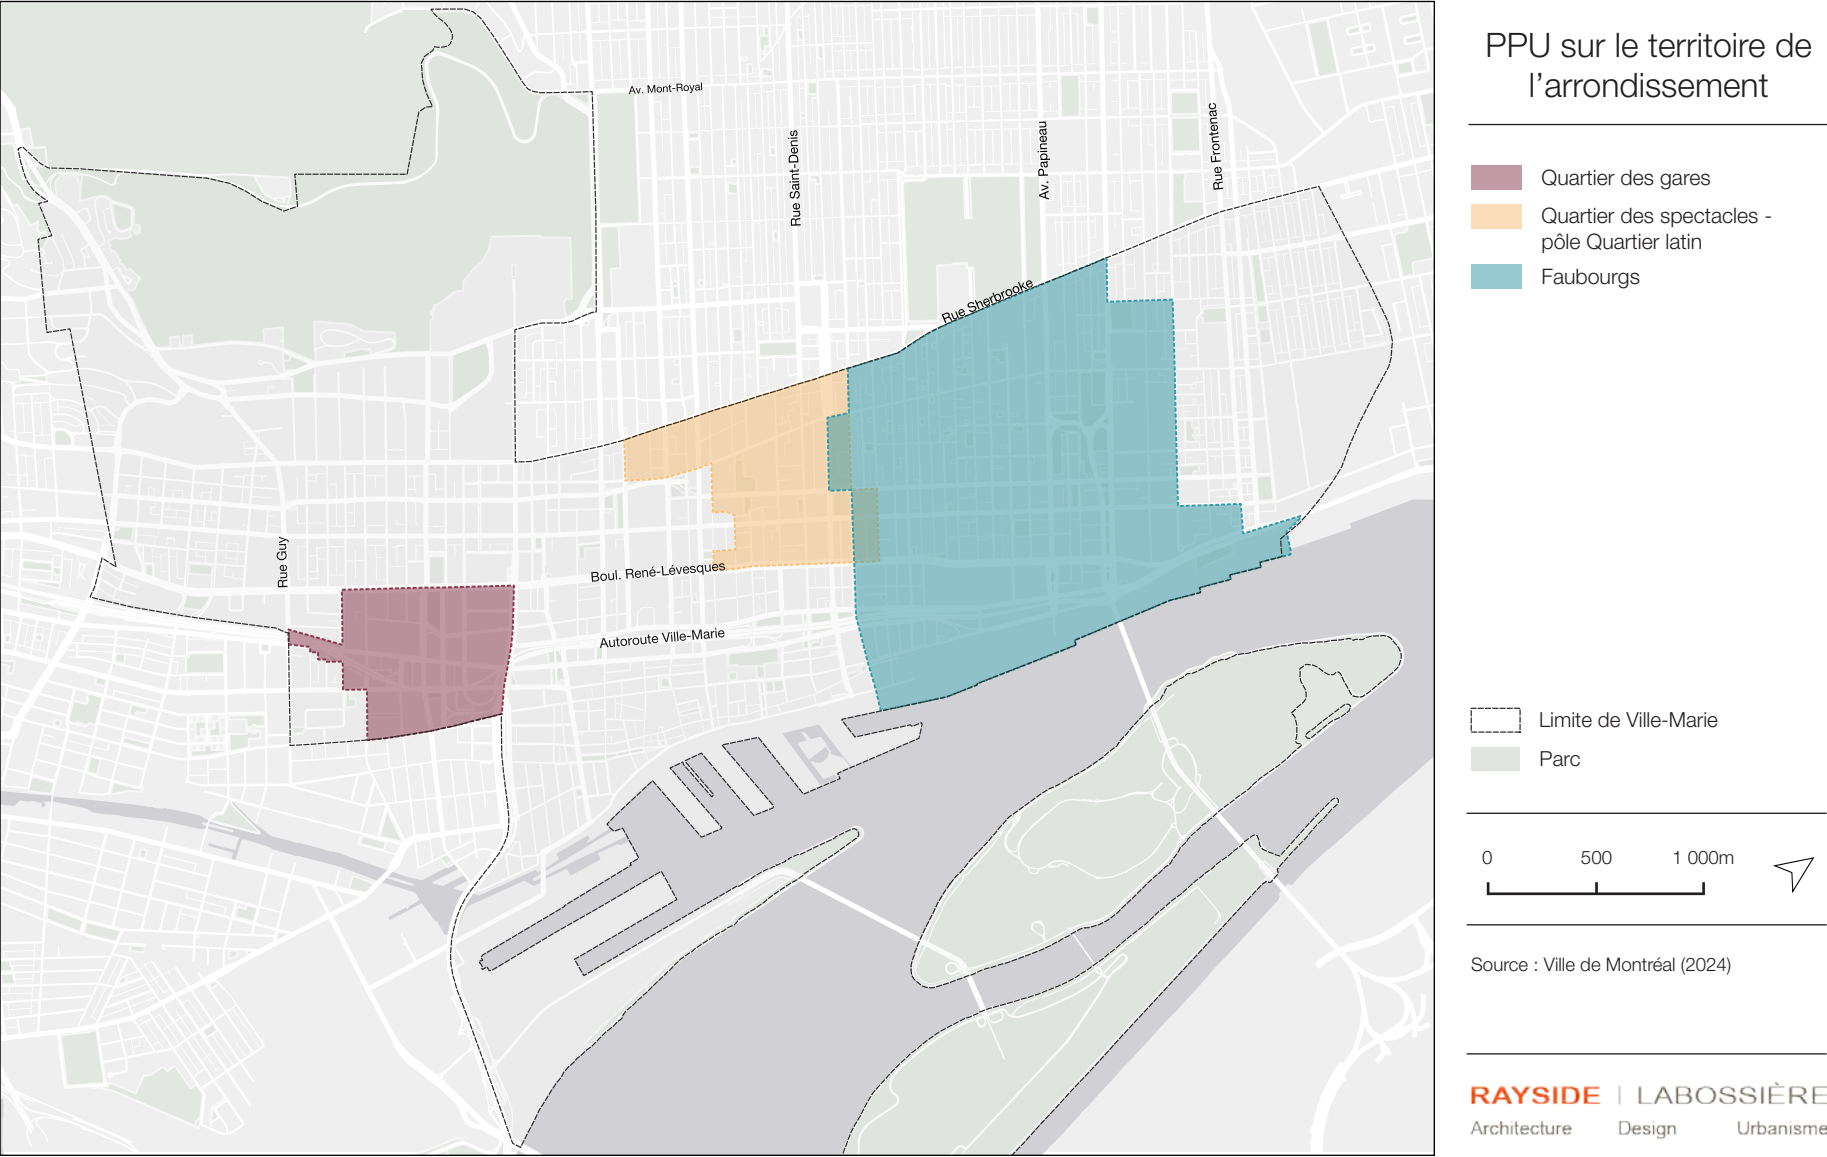 PPU sur le territoire de
l'arrondissement
Quartier des gares
Quartier des spectacles -
pôle Quartier latin
Faubourgs
Limite de Ville-Marie
Parc
0 500 1 000m
Source : Ville de Montréal (2024)
RAYSIDE | LABOSSIÈRE
Architecture Design Urbanisme
Av. Mont-Royal
Rue Saint-Denis
Av. Papineau
Rue Frontenac
Rue Sherbrooke
Rue Guy
Boul. René-Lévesques
Autoroute Ville-Marie